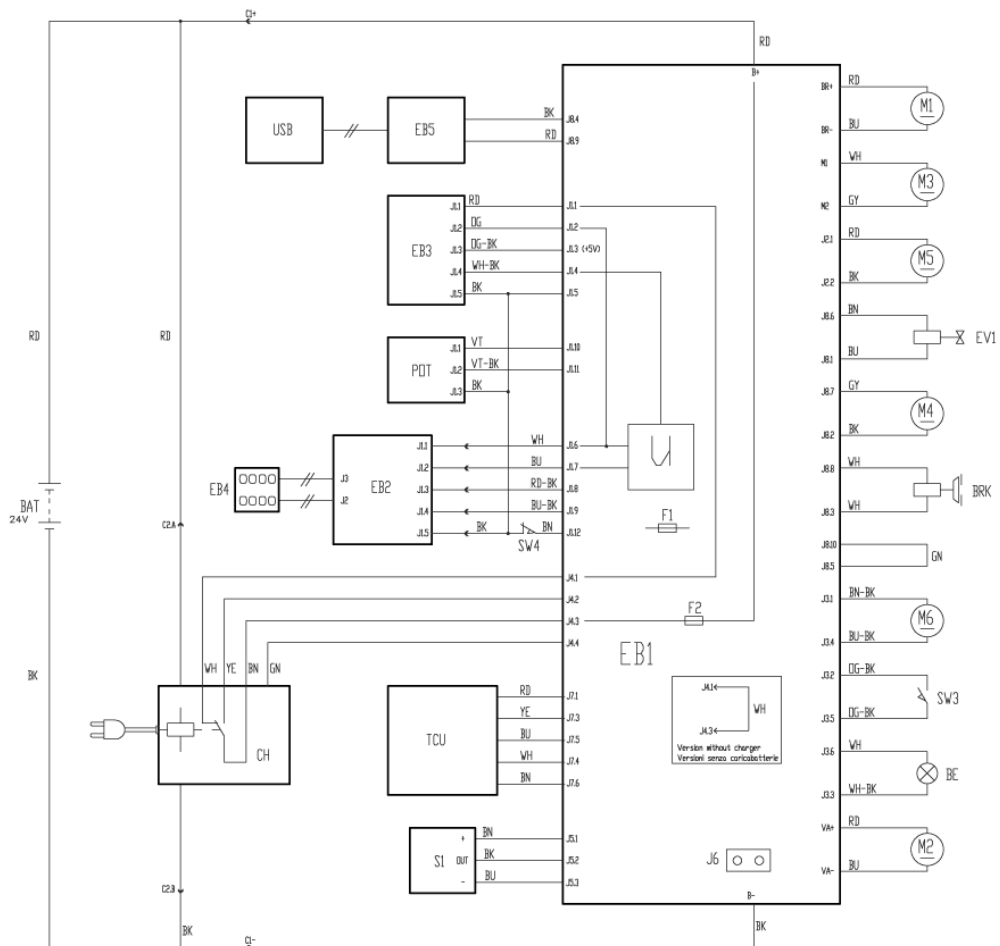 C1+
RD
B+
USB
EB5
BK
J8.4
RD
J8.9
BR+
RD
M1
BR-
BU
M1
WH
M3
M2
GY
J2.1
RD
M5
J2.2
BK
J8.6
BN
EV1
J8.1
BU
J8.7
GY
M4
J8.2
BK
J8.8
WH
BRK
J8.3
WH
J8.10
GN
J8.5
J3.1
BN-BK
M6
J3.4
BU-BK
J3.2
OG-BK
SW3
J3.5
OG-BK
J3.6
WH
BE
J3.3
WH-BK
VA+
RD
M2
VA-
BU
EB3
J1.1 RD J1.1
J1.2 OG J1.2
J1.3 OG-BK J1.3 (+5V)
J1.4 WH-BK J1.4
J1.5 BK J1.5
RD
RD
POT
J1.1 VT J1.10
J1.2 VT-BK J1.11
J1.3 BK
EB4
J3
J2
EB2
J1.1 WH J1.6
J1.2 BU J1.7
J1.3 RD-BK J1.8
J1.4 BU-BK J1.9
J1.5 BK BN J1.12
SW4
F1
BAT
24V
C2.A
J4.1
J4.2
J4.3
J4.4
F2
EB1
BK
WH YE BN GN
CH
TCU
RD J7.1
YE J7.3
BU J7.5
WH J7.4
BN J7.6
J4.1
WH
J4.3
Version without charger
Versioni senza caricabatterie
S1
+ BN J5.1
OUT BK J5.2
- BU J5.3
J6
C2.B
B-
BK
BK
C1-